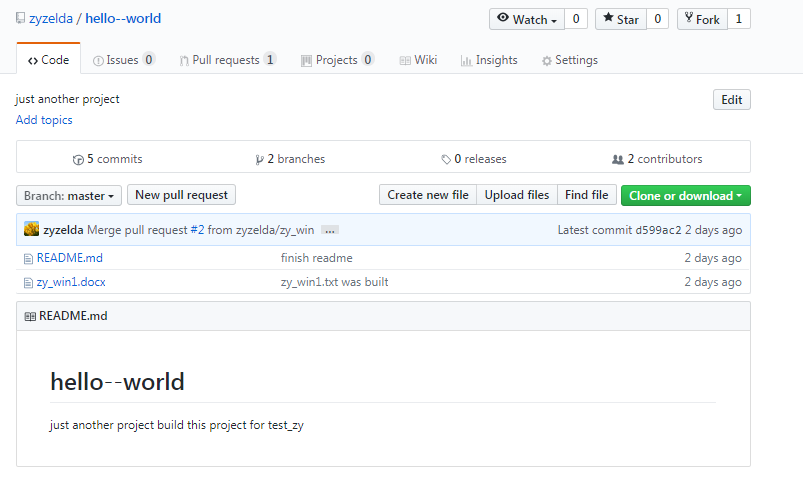 zyzelda / hello--world
Watch 0 Star 0 Fork 1
Code Issues 0 Pull requests 1 Projects 0 Wiki Insights Settings
just another project Edit
Add topics
5 commits 2 branches 0 releases 2 contributors
Branch: master New pull request Create new file Upload files Find file Clone or download
zyzelda Merge pull request #2 from zyzelda/zy_win ... Latest commit d599ac2 2 days ago
README.md finish readme 2 days ago
zy_win1.docx zy_win1.txt was built 2 days ago
README.md
hello--world
just another project build this project for test_zy